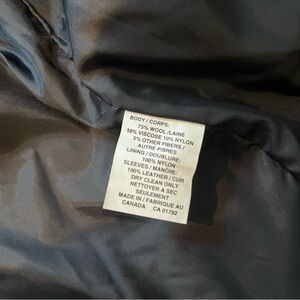 BODY / CORPS:
75% WOOL /LAINE
10% VISCOSE 10% NYLON
5% OTHER FIBERS /
AUTRE FIBRES
LINING / DOUBLURE:
100% NYLON
SLEEVES / MANCHE:
100% LEATHER / CUIR
DRY CLEAN ONLY
NETTOYER A SEC
SEULEMENT
MADE IN / FABRIQUE AU
CANADA CA 01792